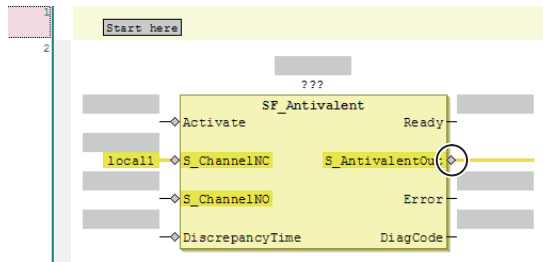 1
Start here
2
???
SF_Antivalent
Activate Ready
local1 S_ChannelNC S_AntivalentOut
S_ChannelNO Error
DiscrepancyTime DiagCode